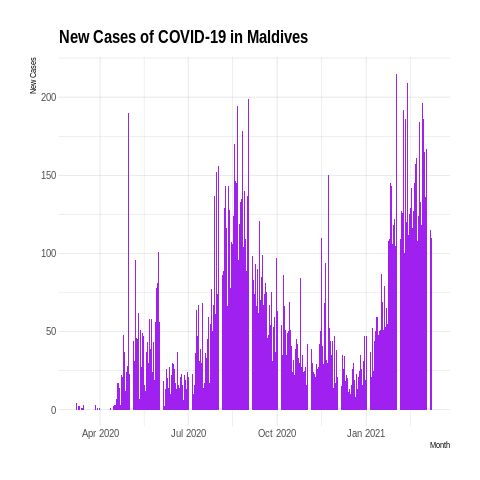 New Cases of COVID-19 in Maldives
New Cases
200
150
100
50
0
Apr 2020 Jul 2020 Oct 2020 Jan 2021
Month